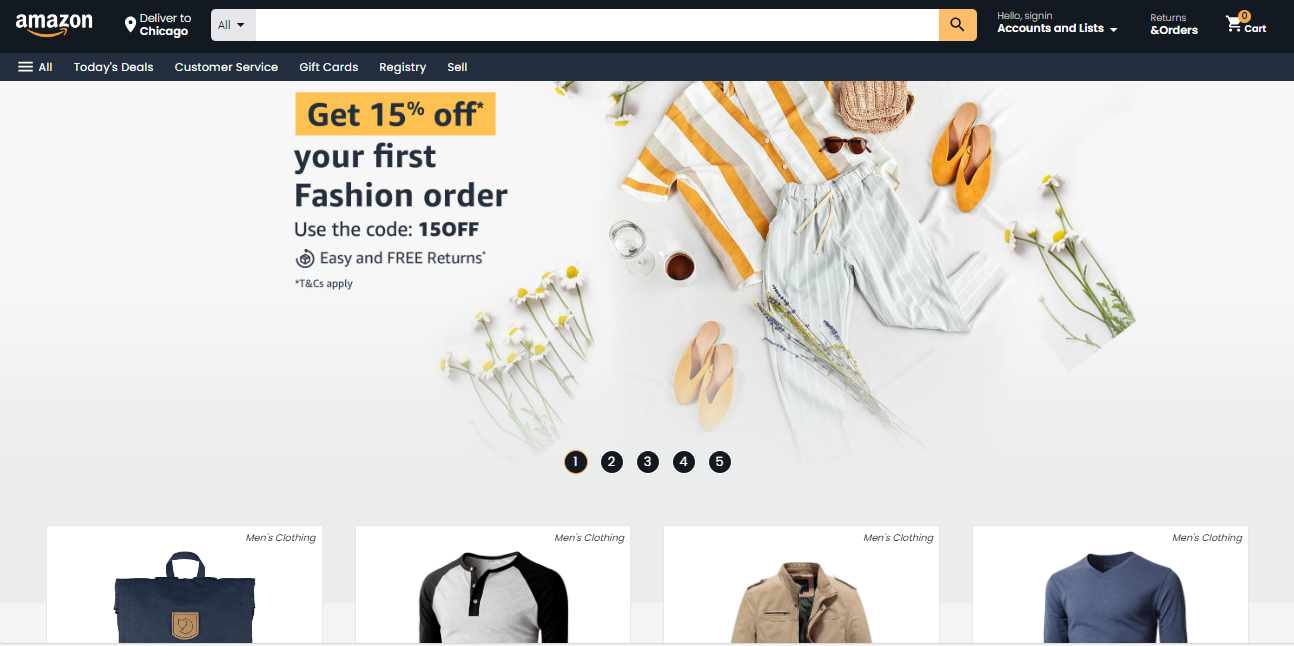 amazon
Deliver to
Chicago
All
Hello, signin
Accounts and Lists
Returns
&Orders
0
Cart
All
Today's Deals
Customer Service
Gift Cards
Registry
Sell
Get 15% off*
your first
Fashion order
Use the code: 15OFF
Easy and FREE Returns*
*T&Cs apply
1 2 3 4 5
Men's Clothing
Men's Clothing
Men's Clothing
Men's Clothing